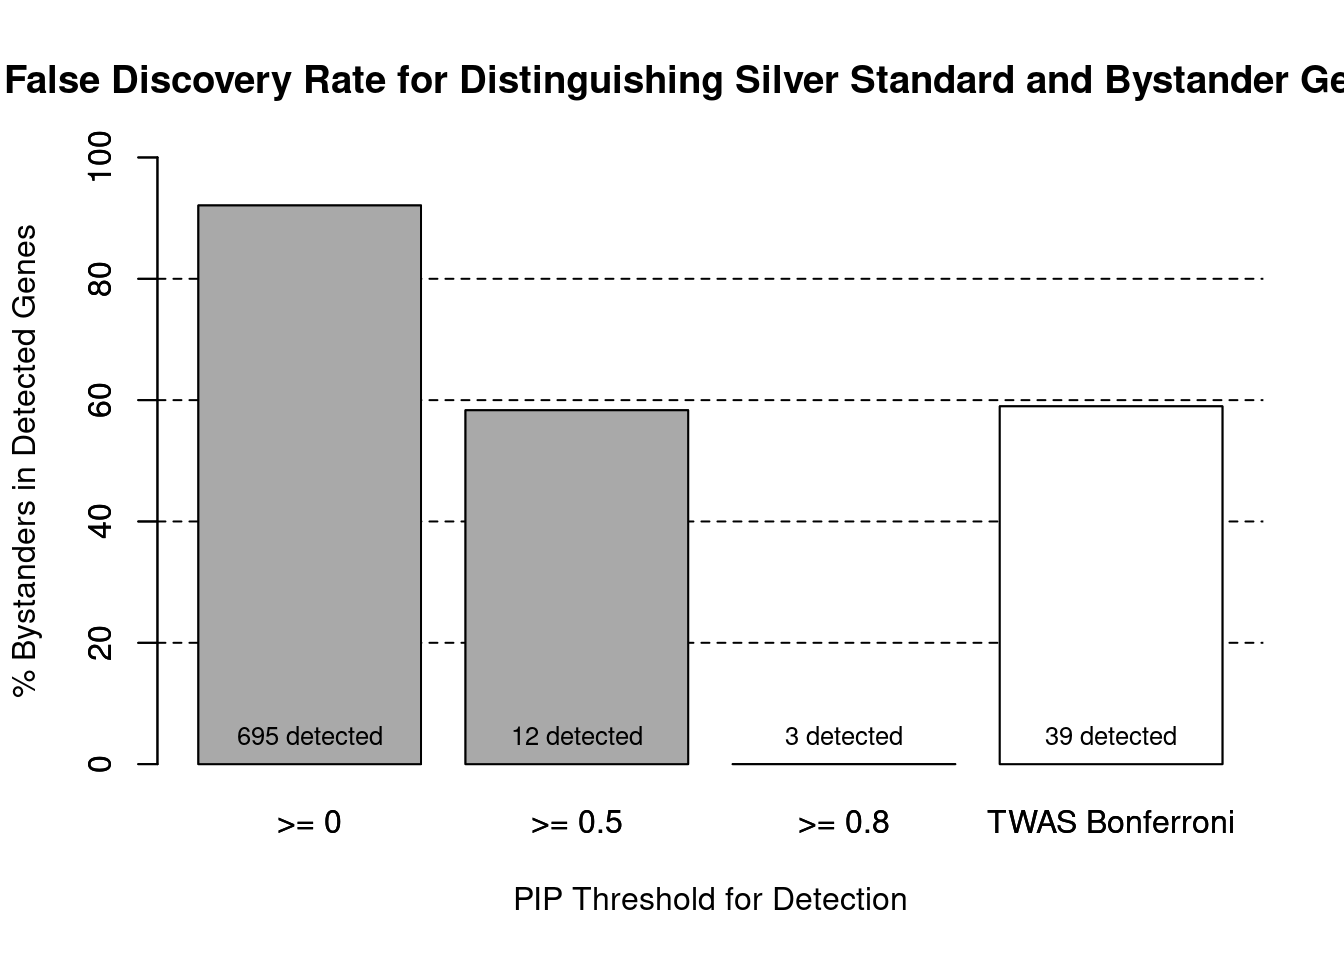 False Discovery Rate for Distinguishing Silver Standard and Bystander Ge
% Bystanders in Detected Genes
100
80
60
40
20
0
695 detected
12 detected
3 detected
39 detected
>= 0
>= 0.5
>= 0.8
TWAS Bonferroni
PIP Threshold for Detection